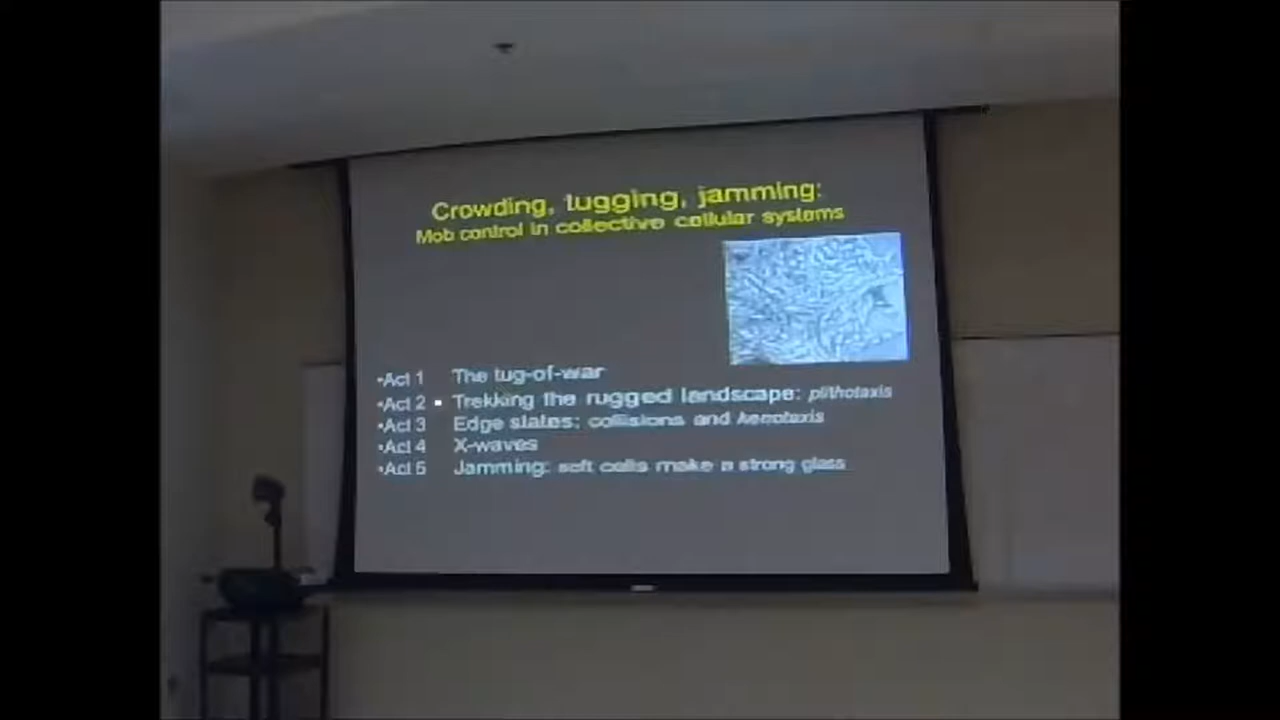 Crowding, tugging, jamming:
Mob control in collective cellular systems
•Act 1 The tug-of-war
•Act 2 Trekking the rugged landscape: plithotaxis
•Act 3 Edge states: collisions and kenotaxis
•Act 4 X-waves
•Act 5 Jamming: soft cells make a strong glass